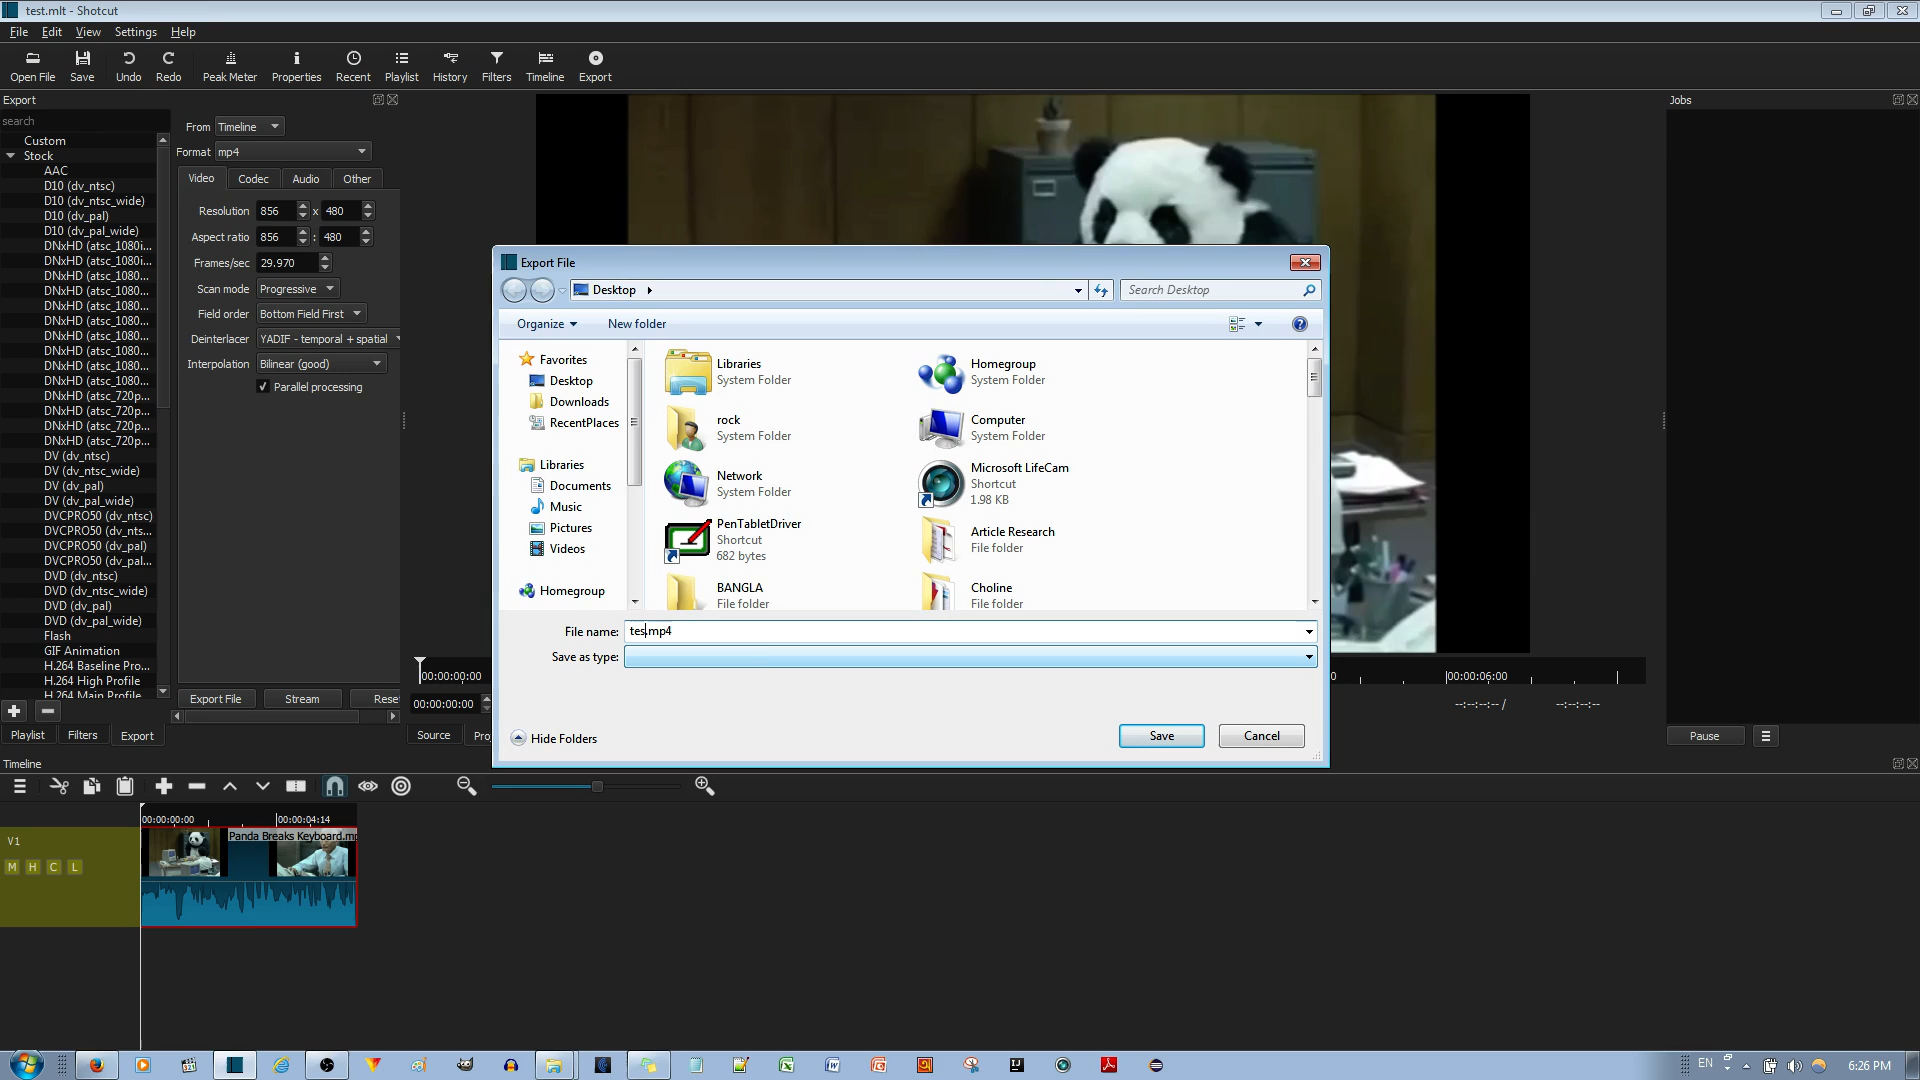 test.mlt - Shotcut
File Edit View Settings Help
Open File Save Undo Redo Peak Meter Properties Recent Playlist History Filters Timeline Export
Export
search
Custom
Stock
AAC
D10 (dv_ntsc)
D10 (dv_ntsc_wide)
D10 (dv_pal)
D10 (dv_pal_wide)
DNxHD (atsc_1080i...
DNxHD (atsc_1080i...
DNxHD (atsc_1080...
DNxHD (atsc_1080...
DNxHD (atsc_1080...
DNxHD (atsc_1080...
DNxHD (atsc_1080...
DNxHD (atsc_1080...
DNxHD (atsc_1080...
DNxHD (atsc_1080...
DNxHD (atsc_720p...
DNxHD (atsc_720p...
DNxHD (atsc_720p...
DNxHD (atsc_720p...
DV (dv_ntsc)
DV (dv_ntsc_wide)
DV (dv_pal)
DV (dv_pal_wide)
DVCPRO50 (dv_ntsc)
DVCPRO50 (dv_nts...
DVCPRO50 (dv_pal)
DVCPRO50 (dv_pal...
DVD (dv_ntsc)
DVD (dv_ntsc_wide)
DVD (dv_pal)
DVD (dv_pal_wide)
Flash
GIF Animation
H.264 Baseline Pro...
H.264 High Profile
H.264 Main Profile
Playlist Filters Export
From Timeline
Format mp4
Video Codec Audio Other
Resolution 856 x 480
Aspect ratio 856 : 480
Frames/sec 29.970
Scan mode Progressive
Field order Bottom Field First
Deinterlacer YADIF - temporal + spatial
Interpolation Bilinear (good)
Parallel processing
Export File Stream Rese
Export File
Desktop
Search Desktop
Organize New folder
Favorites
Desktop
Downloads
RecentPlaces
Libraries
Documents
Music
Pictures
Videos
Homegroup
Libraries
System Folder
Homegroup
System Folder
rock
System Folder
Computer
System Folder
Network
System Folder
Microsoft LifeCam
Shortcut
1.98 KB
PenTabletDriver
Shortcut
682 bytes
Article Research
File folder
BANGLA
File folder
Choline
File folder
File name: tes.mp4
Save as type:
Hide Folders
Save Cancel
00:00:00:00
00:00:00:00
Source
0 00:00:06:00
--:--:--:-- / --:--:--:--
Jobs
Pause
Timeline
00:00:00:00 00:00:04:14
V1
M H C L
Panda Breaks Keyboard.mp
321
EN
6:26 PM